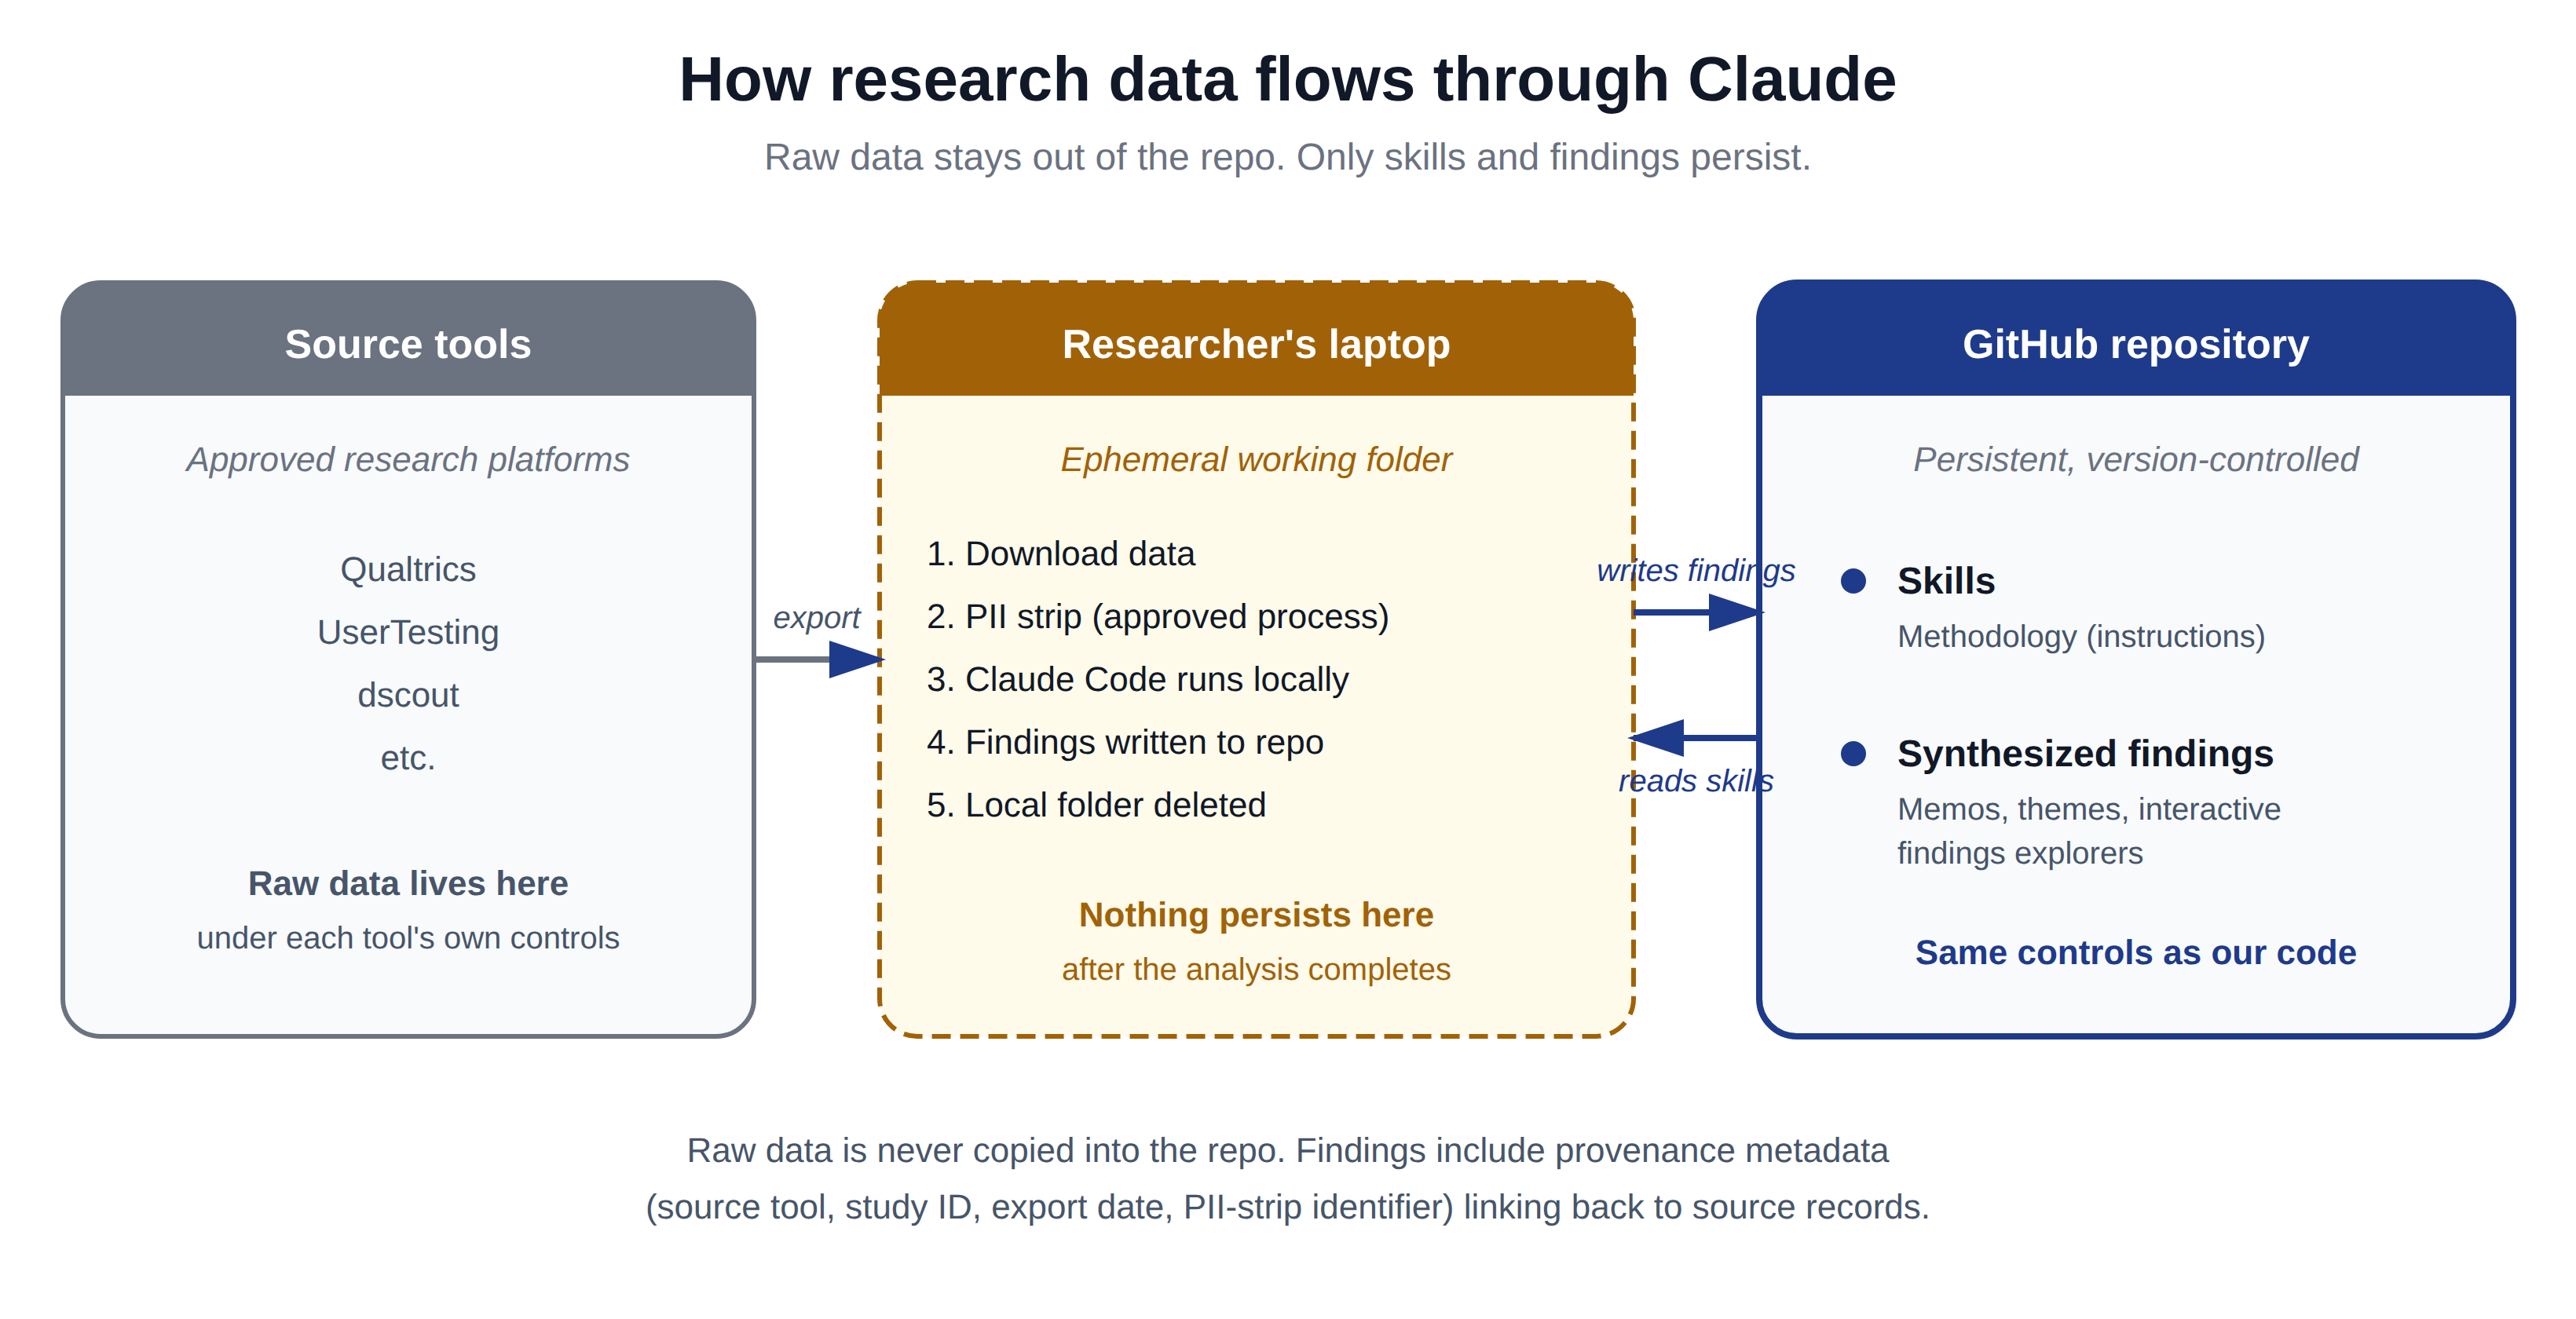 How research data flows through Claude
Raw data stays out of the repo. Only skills and findings persist.
Source tools
Approved research platforms
Qualtrics
UserTesting
dscout
etc.
Raw data lives here
under each tool's own controls
export
Researcher's laptop
Ephemeral working folder
1. Download data
2. PII strip (approved process)
3. Claude Code runs locally
4. Findings written to repo
5. Local folder deleted
Nothing persists here
after the analysis completes
writes findings
reads skills
GitHub repository
Persistent, version-controlled
Skills
Methodology (instructions)
Synthesized findings
Memos, themes, interactive
findings explorers
Same controls as our code
Raw data is never copied into the repo. Findings include provenance metadata
(source tool, study ID, export date, PII-strip identifier) linking back to source records.